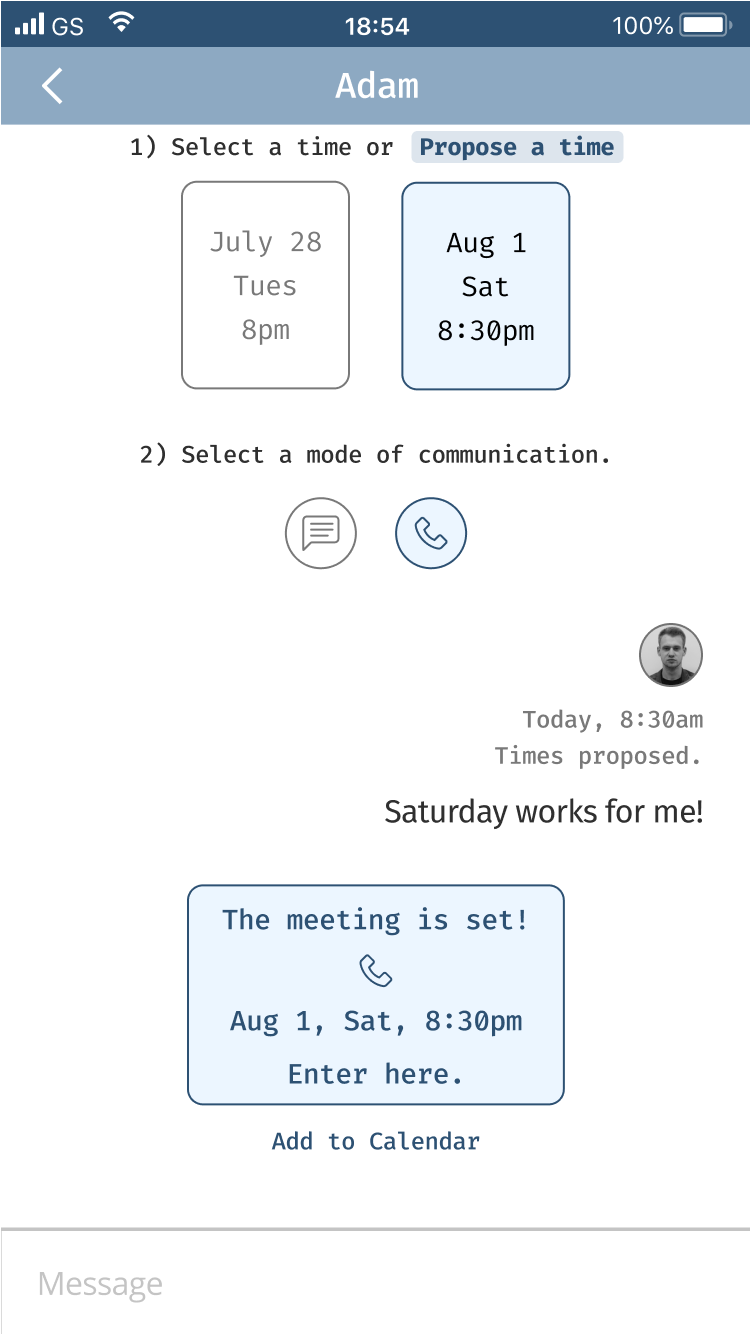 GS 18:54 100%
Adam
1) Select a time or Propose a time
July 28
Tues
8pm
Aug 1
Sat
8:30pm
2) Select a mode of communication.
Today, 8:30am
Times proposed.
Saturday works for me!
The meeting is set!
Aug 1, Sat, 8:30pm
Enter here.
Add to Calendar
Message